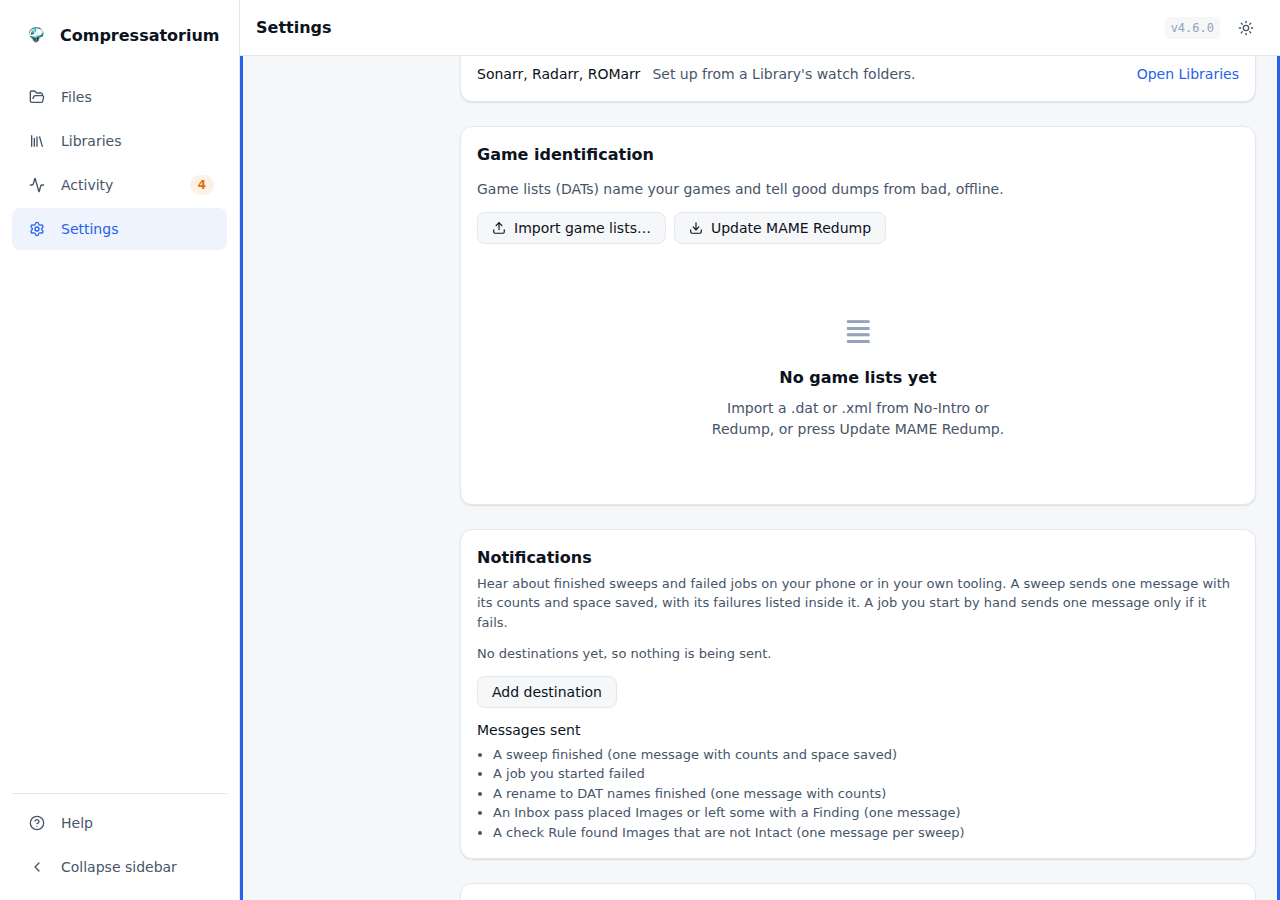 Compressatorium
Files
Libraries
Activity 4
Settings
Help
Collapse sidebar
Settings
v4.6.0
Sonarr, Radarr, ROMarr Set up from a Library's watch folders. Open Libraries
Game identification
Game lists (DATs) name your games and tell good dumps from bad, offline.
Import game lists... Update MAME Redump
No game lists yet
Import a .dat or .xml from No-Intro or
Redump, or press Update MAME Redump.
Notifications
Hear about finished sweeps and failed jobs on your phone or in your own tooling. A sweep sends one message with
its counts and space saved, with its failures listed inside it. A job you start by hand sends one message only if it
fails.
No destinations yet, so nothing is being sent.
Add destination
Messages sent
• A sweep finished (one message with counts and space saved)
• A job you started failed
• A rename to DAT names finished (one message with counts)
• An Inbox pass placed Images or left some with a Finding (one message)
• A check Rule found Images that are not Intact (one message per sweep)